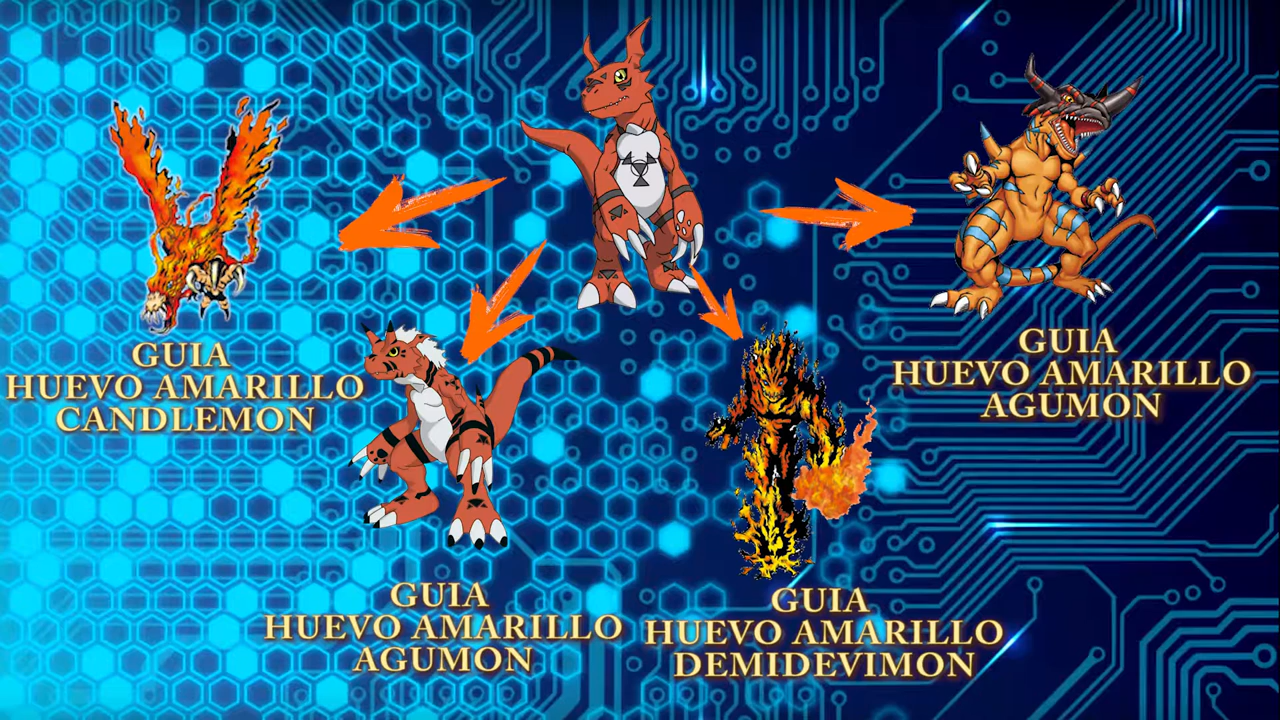 GUIA
HUEVO AMARILLO
CANDLEMON
GUIA
HUEVO AMARILLO
AGUMON
GUIA
HUEVO AMARILLO
DEMIDEVIMON
GUIA
HUEVO AMARILLO
AGUMON